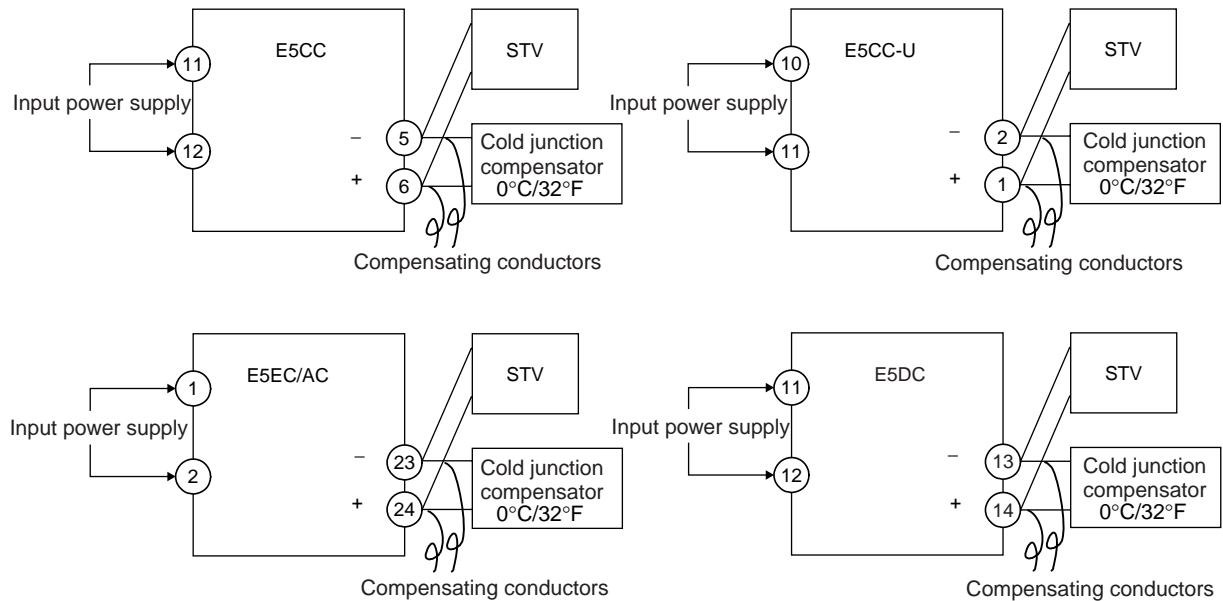 E5CC
STV
11
Input power supply
12
−
5
+
6
Cold junction
compensator
0°C/32°F
Compensating conductors
E5CC-U
STV
10
Input power supply
11
−
2
+
1
Cold junction
compensator
0°C/32°F
Compensating conductors
E5EC/AC
STV
1
Input power supply
2
−
23
+
24
Cold junction
compensator
0°C/32°F
Compensating conductors
E5DC
STV
11
Input power supply
12
−
13
+
14
Cold junction
compensator
0°C/32°F
Compensating conductors